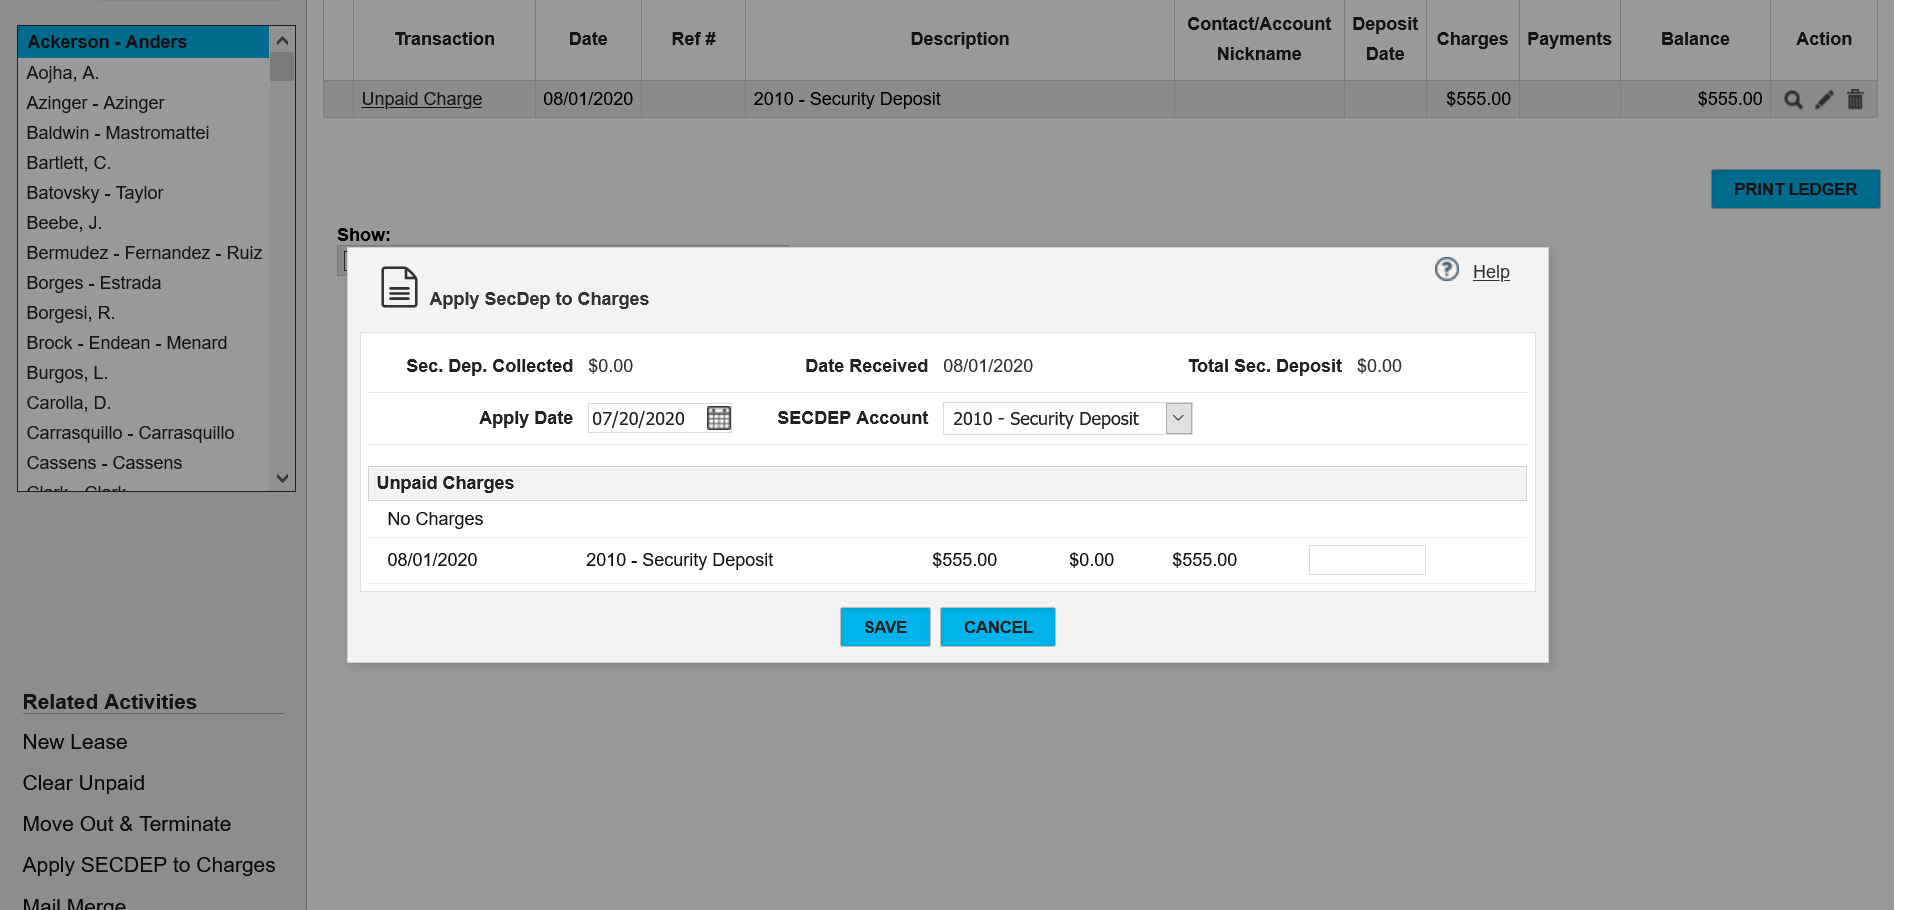 Ackerson - Anders
Aojha, A.
Azinger - Azinger
Baldwin - Mastromattei
Bartlett, C.
Batovsky - Taylor
Beebe, J.
Bermudez - Fernandez - Ruiz
Borges - Estrada
Borgesi, R.
Brock - Endean - Menard
Burgos, L.
Carolla, D.
Carrasquillo - Carrasquillo
Cassens - Cassens
Clark - Clark
Related Activities
New Lease
Clear Unpaid
Move Out & Terminate
Apply SECDEP to Charges
Mail Merge
Transaction Date Ref # Description Contact/Account Nickname Deposit Date Charges Payments Balance Action
Unpaid Charge 08/01/2020 2010 - Security Deposit $555.00 $555.00
PRINT LEDGER
Show:
Help
Apply SecDep to Charges
Sec. Dep. Collected $0.00 Date Received 08/01/2020 Total Sec. Deposit $0.00
Apply Date 07/20/2020 SECDEP Account 2010 - Security Deposit
Unpaid Charges
No Charges
08/01/2020 2010 - Security Deposit $555.00 $0.00 $555.00
SAVE CANCEL